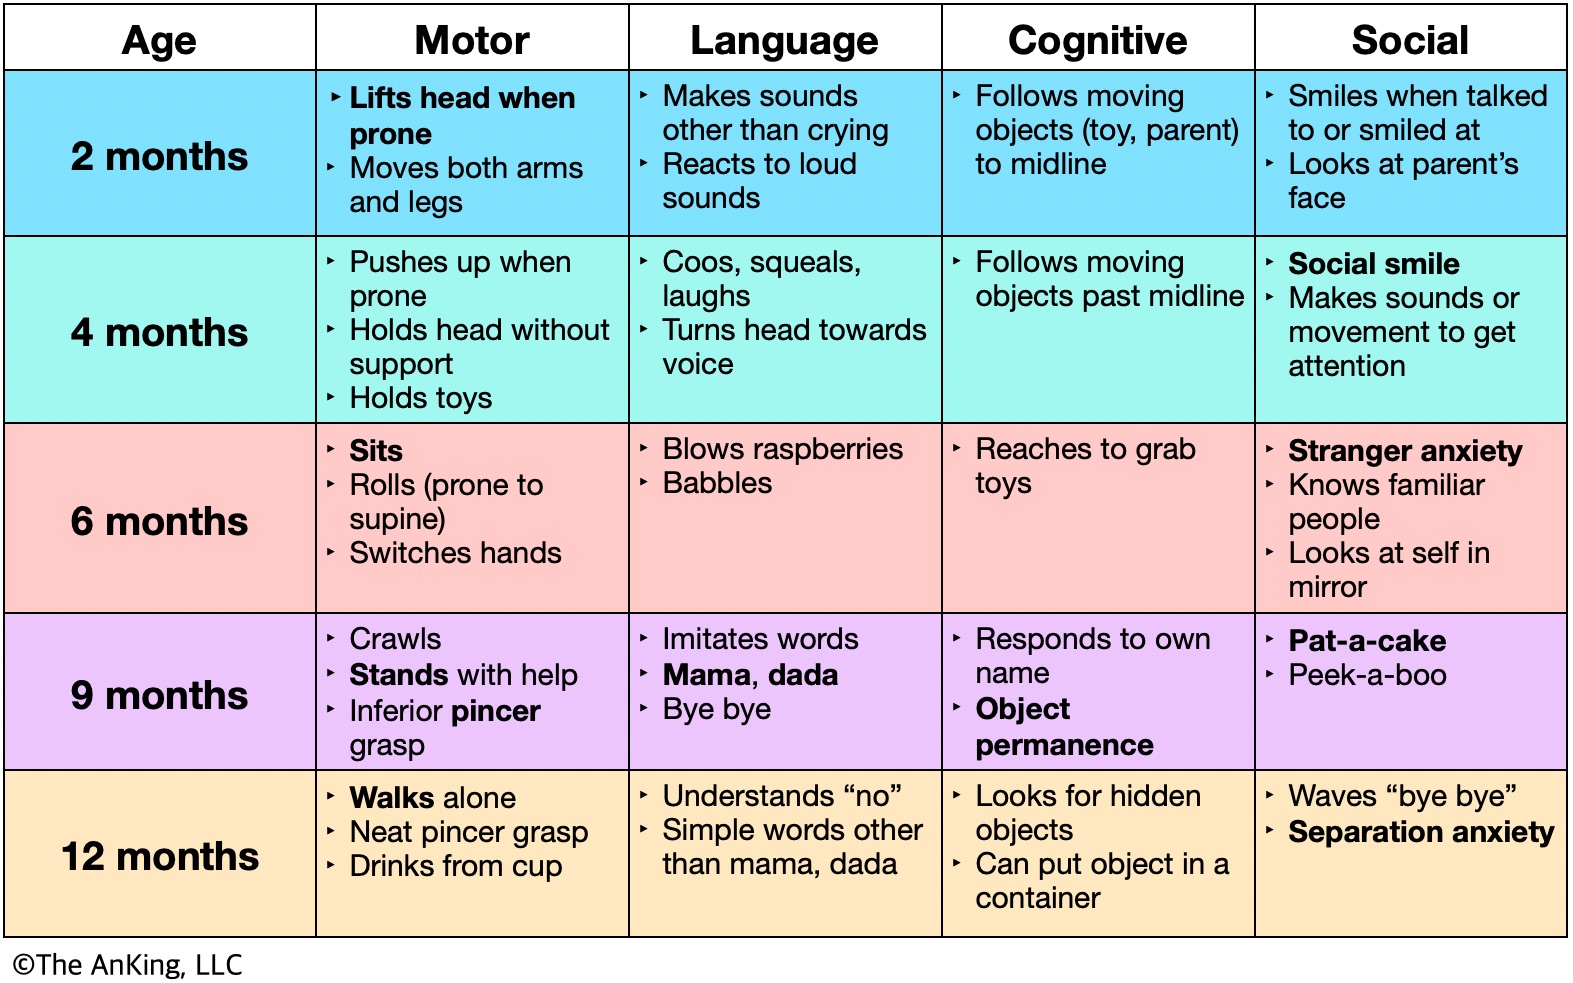 Age Motor Language Cognitive Social
2 months
‣ Lifts head when
prone
‣ Moves both arms
and legs
‣ Makes sounds
other than crying
‣ Reacts to loud
sounds
‣ Follows moving
objects (toy, parent)
to midline
‣ Smiles when talked
to or smiled at
‣ Looks at parent’s
face
4 months
‣ Pushes up when
prone
‣ Holds head without
support
‣ Holds toys
‣ Coos, squeals,
laughs
‣ Turns head towards
voice
‣ Follows moving
objects past midline
‣ Social smile
‣ Makes sounds or
movement to get
attention
6 months
‣ Sits
‣ Rolls (prone to
supine)
‣ Switches hands
‣ Blows raspberries
‣ Babbles
‣ Reaches to grab
toys
‣ Stranger anxiety
‣ Knows familiar
people
‣ Looks at self in
mirror
9 months
‣ Crawls
‣ Stands with help
‣ Inferior pincer
grasp
‣ Imitates words
‣ Mama, dada
‣ Bye bye
‣ Responds to own
name
‣ Object
permanence
‣ Pat-a-cake
‣ Peek-a-boo
12 months
‣ Walks alone
‣ Neat pincer grasp
‣ Drinks from cup
‣ Understands “no”
‣ Simple words other
than mama, dada
‣ Looks for hidden
objects
‣ Can put object in a
container
‣ Waves “bye bye”
‣ Separation anxiety
©The AnKing, LLC